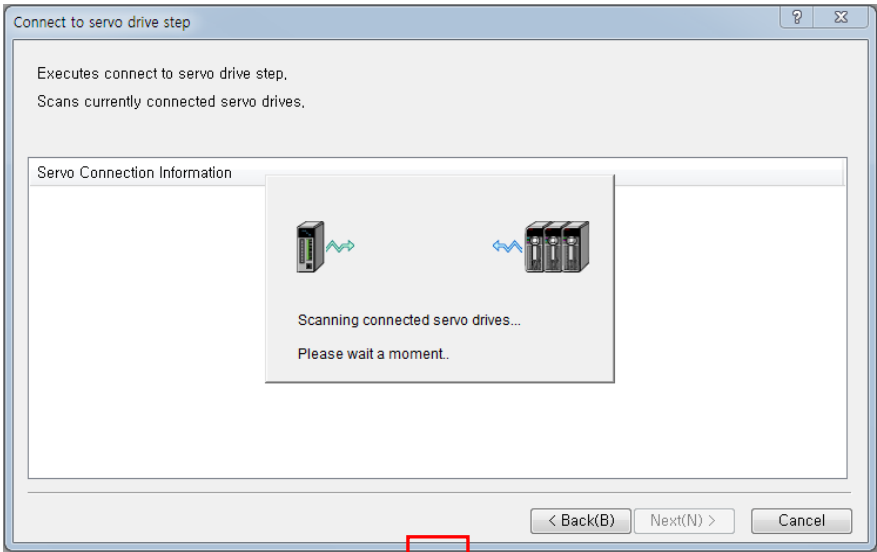 Connect to servo drive step
Executes connect to servo drive step,
Scans currently connected servo drives,
Servo Connection Information
Scanning connected servo drives...
Please wait a moment..
< Back(B)
Next(N) >
Cancel